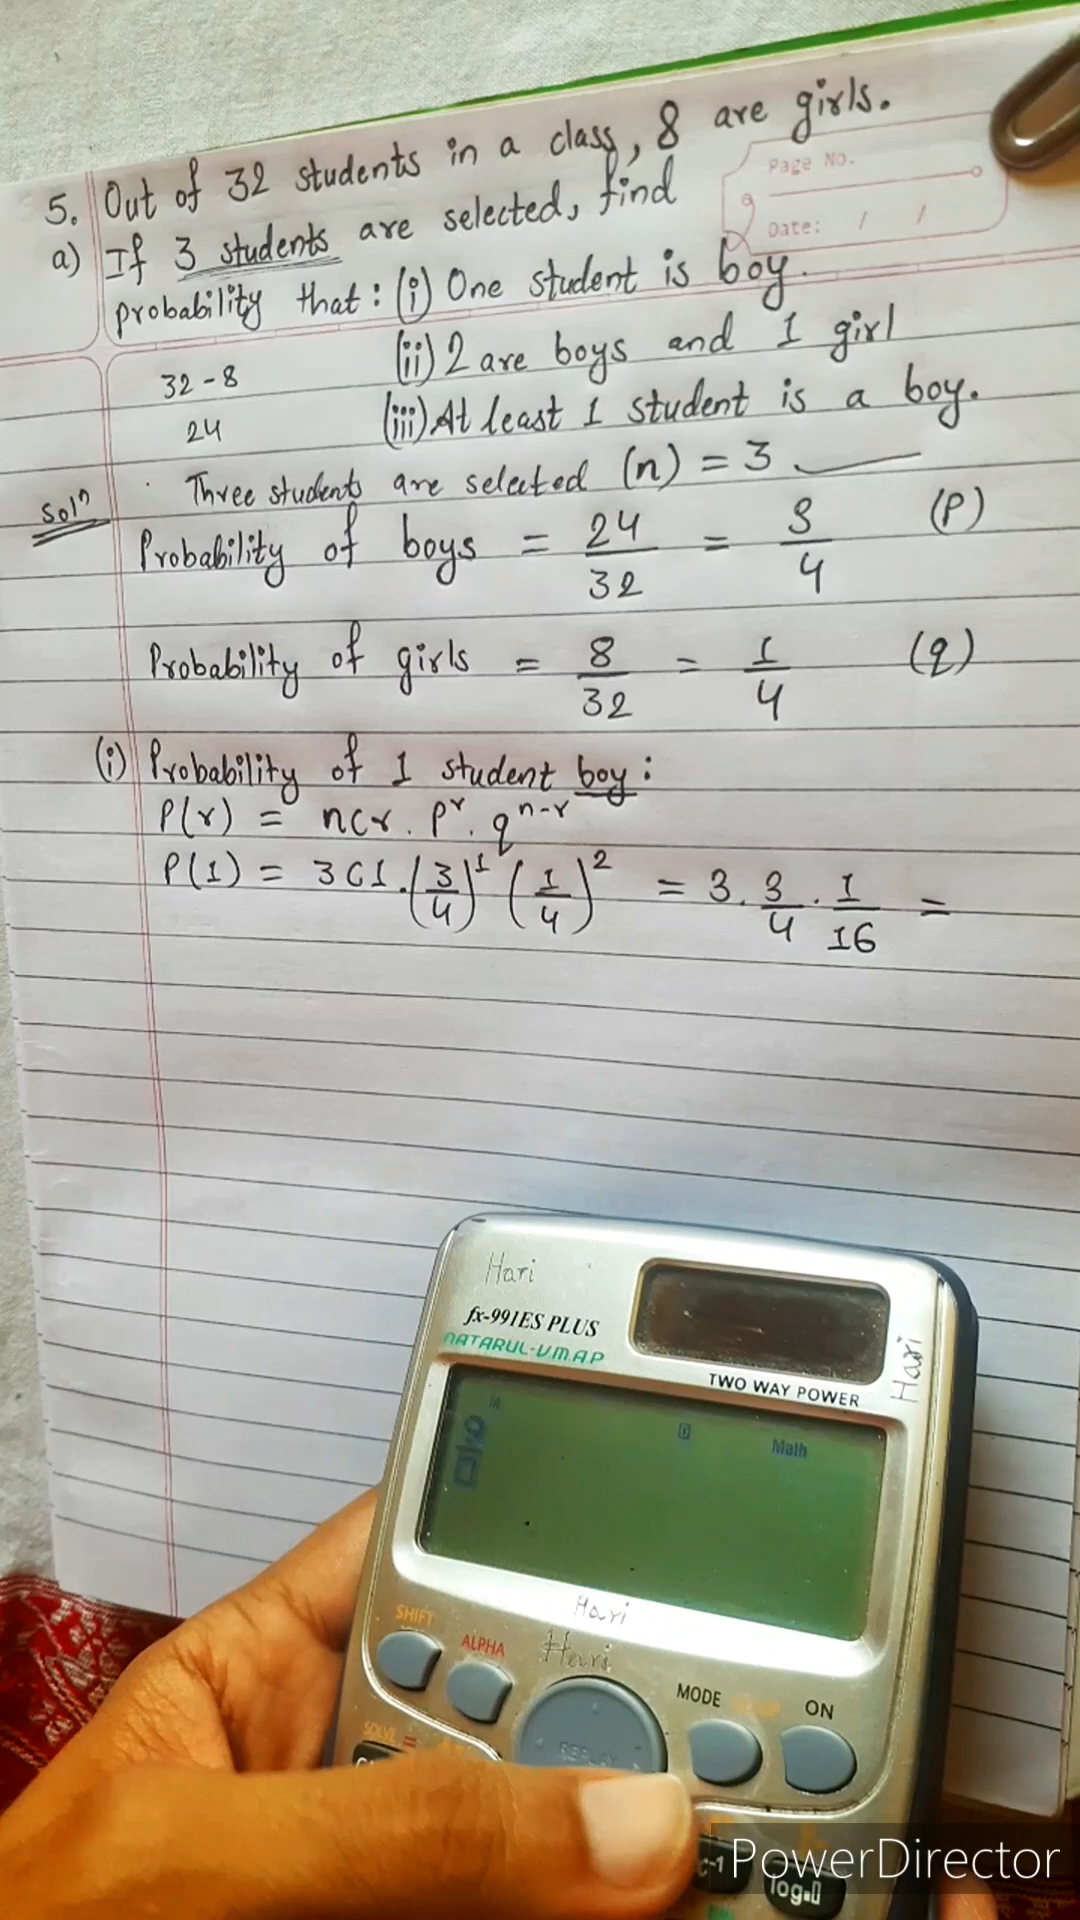 5. Out of 32 students in a class, 8 are girls.
Page No.
a) If 3 students are selected, find
Date: / /
probability that: (i) One student is boy.
32 - 8 (ii) 2 are boys and 1 girl
24 (iii) At least 1 student is a boy.
Solⁿ Three students are selected (n) = 3
Probability of boys = 24/32 = 3/4 (P)
Probability of girls = 8/32 = 1/4 (q)
(i) Probability of 1 student boy:
P(r) = ncr. p^r. q^n-r
P(1) = 3C1. (3/4)^1 (1/4)^2 = 3. 3/4 . 1/16 =
Hari
fx-991ES PLUS
NATARUL-V.M.A.P
TWO WAY POWER
Hari
M D Math
Hari
Hari
SHIFT ALPHA MODE ON
REPLAY
SOLVE =
log
PowerDirector